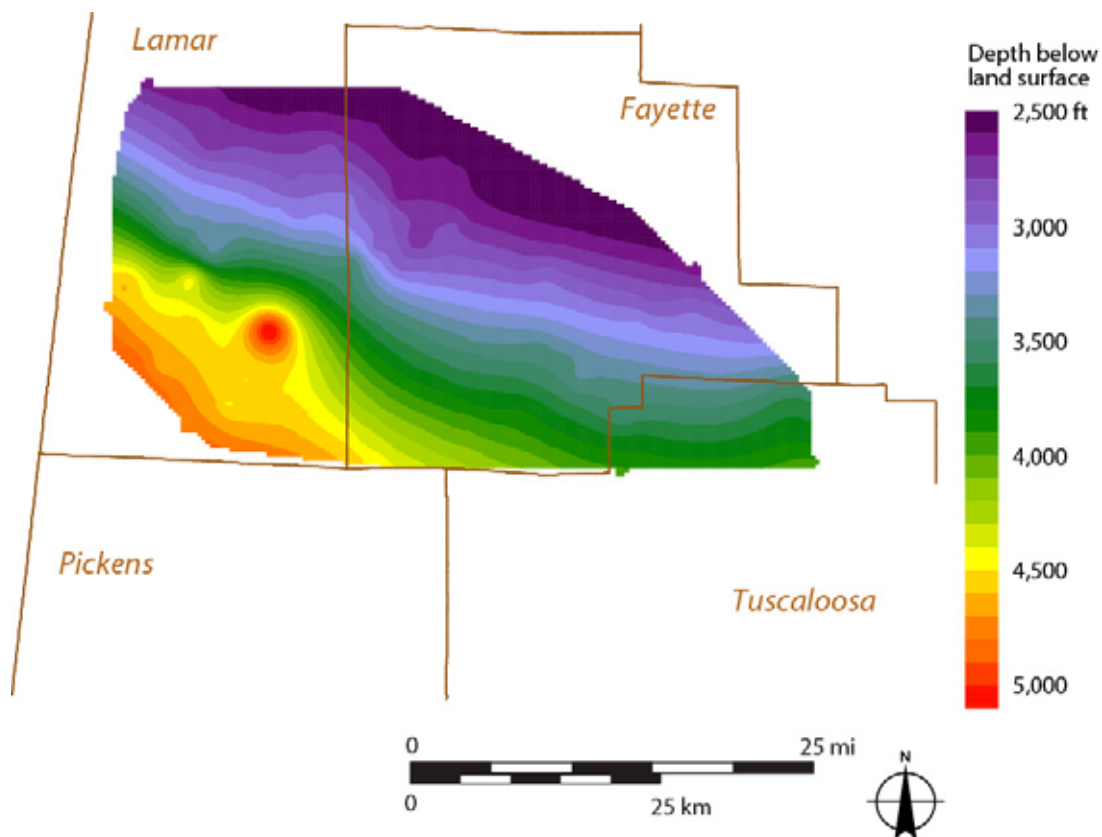 Lamar
Fayette
Depth below
land surface
2,500 ft
3,000
3,500
4,000
4,500
5,000
Pickens
Tuscaloosa
0
25 mi
0
25 km
N